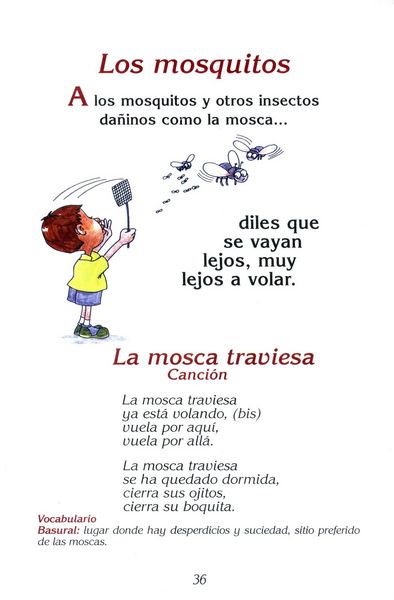 Los mosquitos
A los mosquitos y otros insectos
dañinos como la mosca...
diles que
se vayan
lejos, muy
lejos a volar.
La mosca traviesa
Canción
La mosca traviesa
ya está volando, (bis)
vuela por aquí,
vuela por allá.
La mosca traviesa
se ha quedado dormida,
cierra sus ojitos,
cierra su boquita.
Vocabulario
Basural: lugar donde hay desperdicios y suciedad, sitio preferido
de las moscas.
36